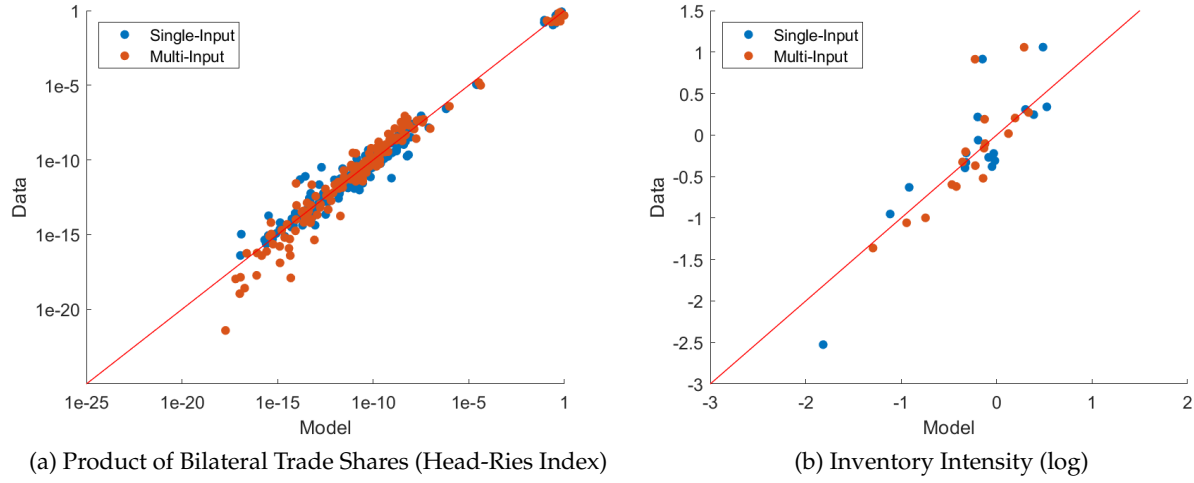 1
1e-5
1e-10
1e-15
1e-20
Data
Single-Input
Multi-Input
1e-25
1e-20
1e-15
1e-10
1e-5
1
Model
(a) Product of Bilateral Trade Shares (Head-Ries Index)
1.5
1
0.5
0
-0.5
-1
-1.5
-2
-2.5
-3
Data
Single-Input
Multi-Input
-3
-2
-1
0
1
2
Model
(b) Inventory Intensity (log)